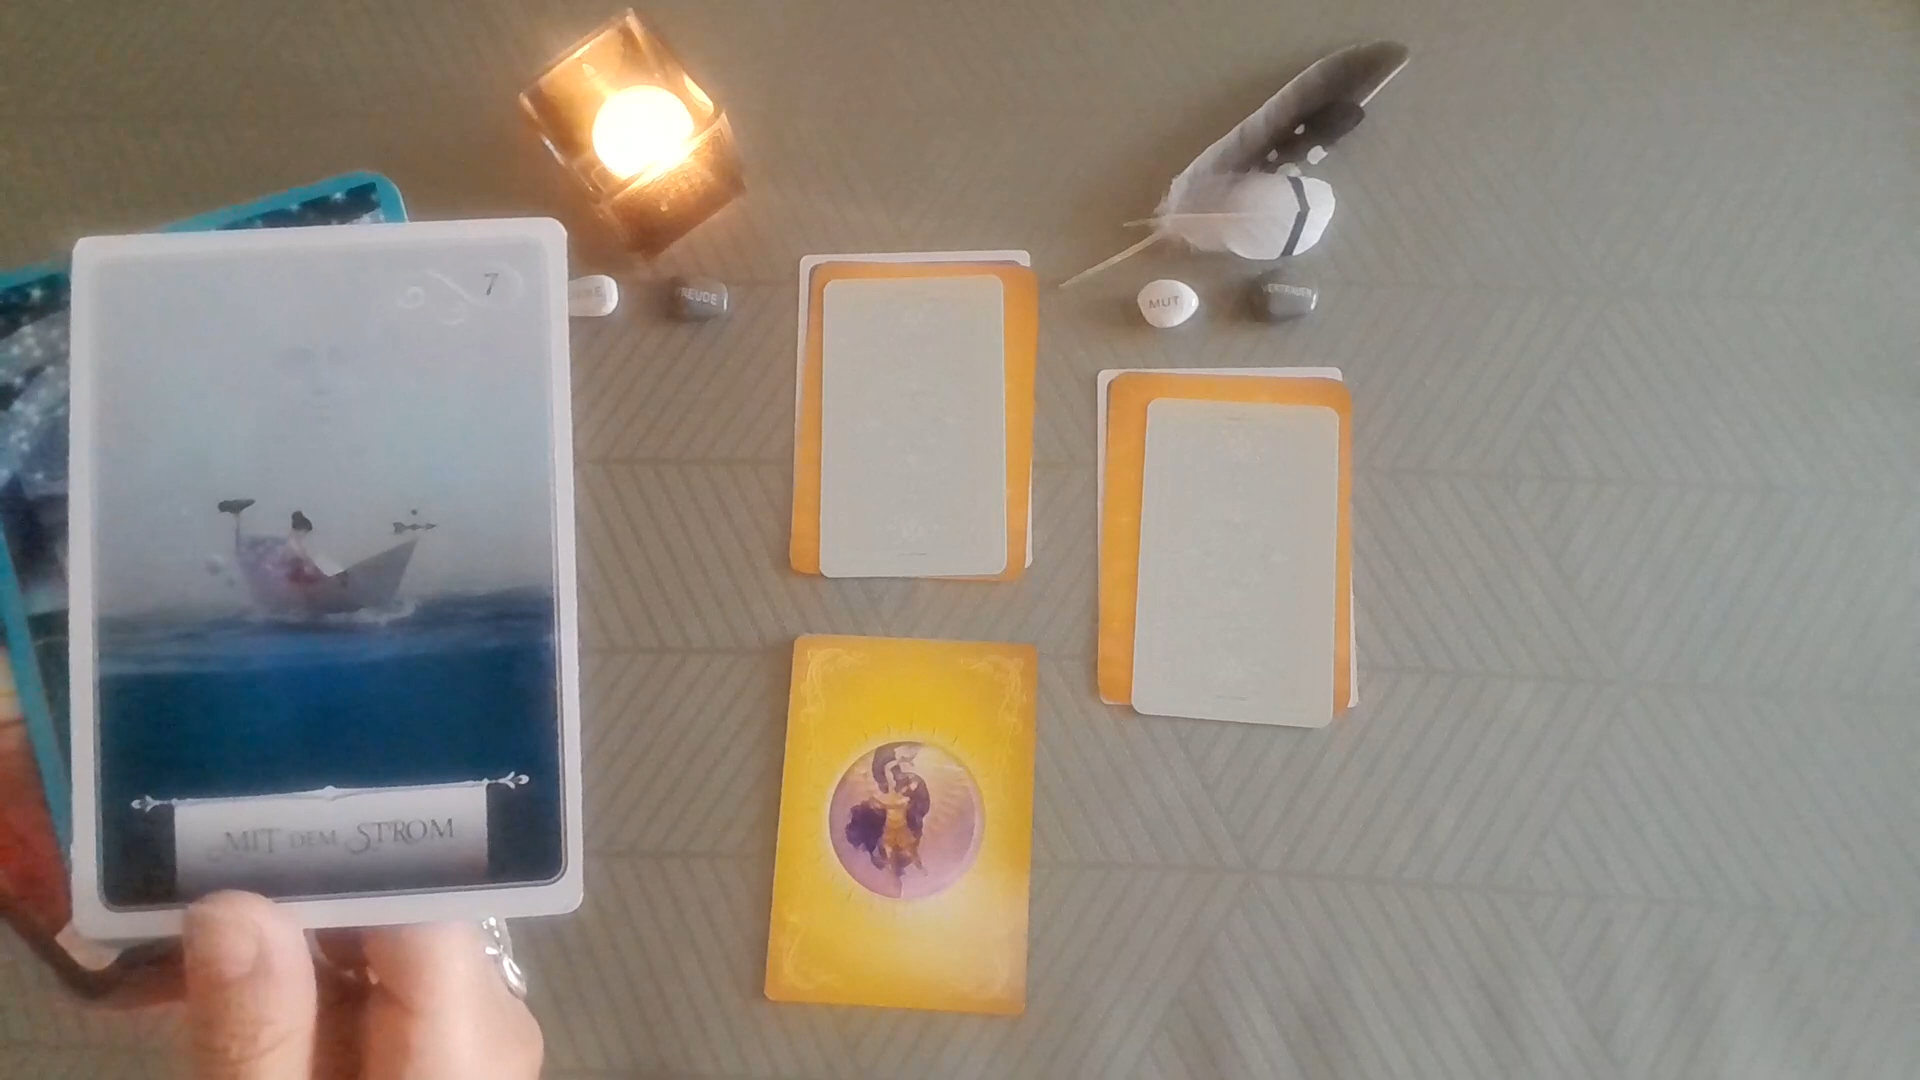 7
FREUDE
MUT
VERTRAUEN
MIT DEM STROM